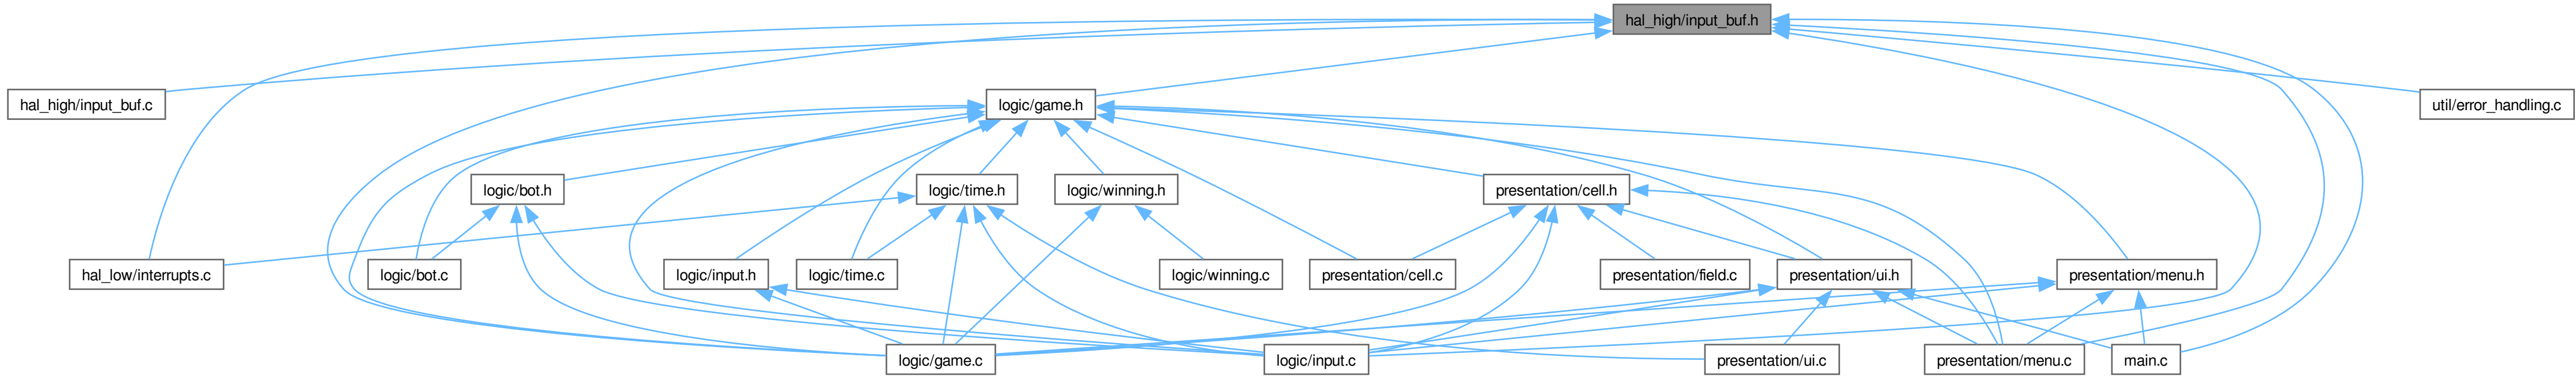 hal_high/input_buf.h
hal_high/input_buf.c
logic/game.h
util/error_handling.c
logic/bot.h
logic/time.h
logic/winning.h
presentation/cell.h
hal_low/interrupts.c
logic/bot.c
logic/input.h
logic/time.c
logic/winning.c
presentation/cell.c
presentation/field.c
presentation/ui.h
presentation/menu.h
logic/game.c
logic/input.c
presentation/ui.c
presentation/menu.c
main.c